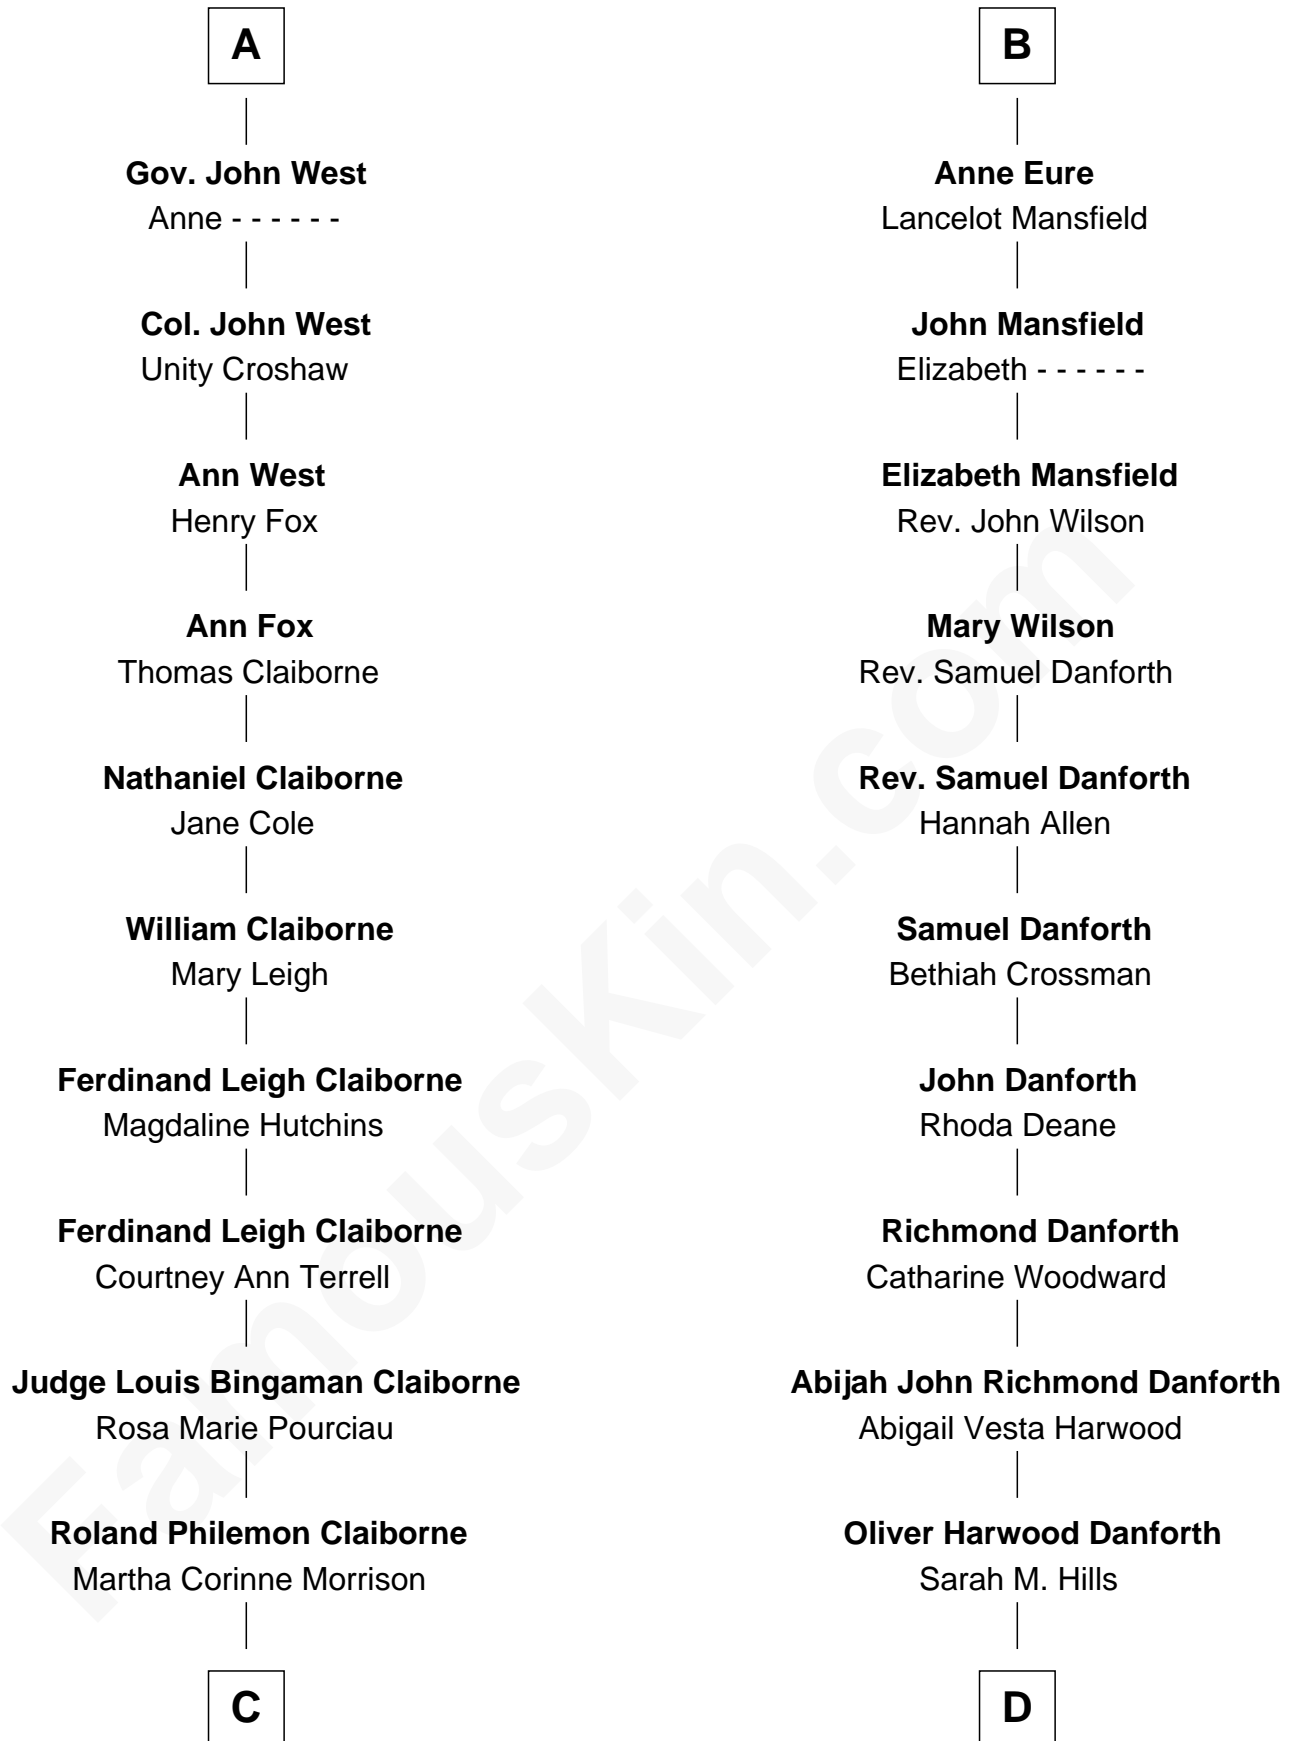 A
Gov. John West
Anne - - - - - -
Col. John West
Unity Croshaw
Ann West
Henry Fox
Ann Fox
Thomas Claiborne
Nathaniel Claiborne
Jane Cole
William Claiborne
Mary Leigh
Ferdinand Leigh Claiborne
Magdaline Hutchins
Ferdinand Leigh Claiborne
Courtney Ann Terrell
Judge Louis Bingaman Claiborne
Rosa Marie Pourciau
Roland Philemon Claiborne
Martha Corinne Morrison
C
B
Anne Eure
Lancelot Mansfield
John Mansfield
Elizabeth - - - - - -
Elizabeth Mansfield
Rev. John Wilson
Mary Wilson
Rev. Samuel Danforth
Rev. Samuel Danforth
Hannah Allen
Samuel Danforth
Bethiah Crossman
John Danforth
Rhoda Deane
Richmond Danforth
Catharine Woodward
Abijah John Richmond Danforth
Abigail Vesta Harwood
Oliver Harwood Danforth
Sarah M. Hills
D
FamousKin.com